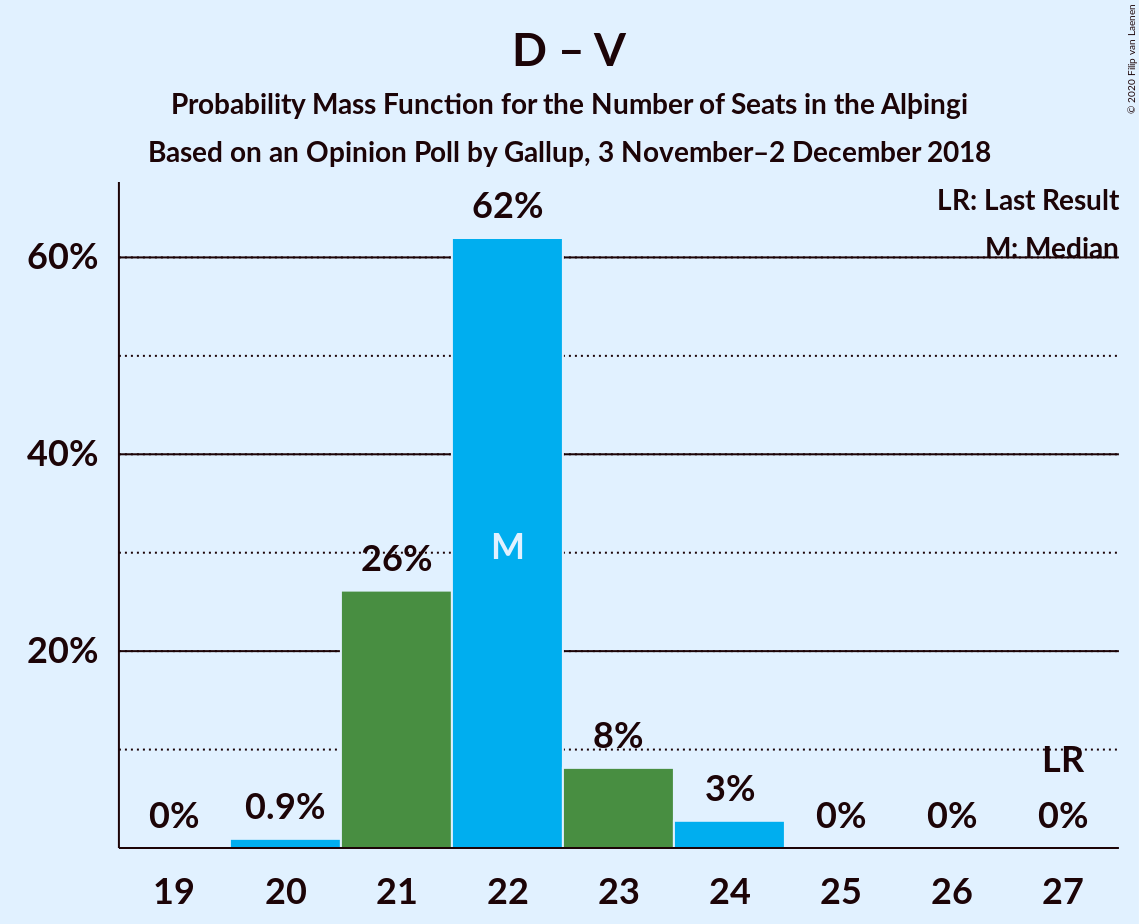 D – V
Probability Mass Function for the Number of Seats in the Alþingi
Based on an Opinion Poll by Gallup, 3 November–2 December 2018
© 2020 Filip van Laenen
LR: Last Result
M: Median
60%
40%
20%
0%
0.9%
26%
62%
M
8%
3%
0%
0%
LR
0%
19 20 21 22 23 24 25 26 27